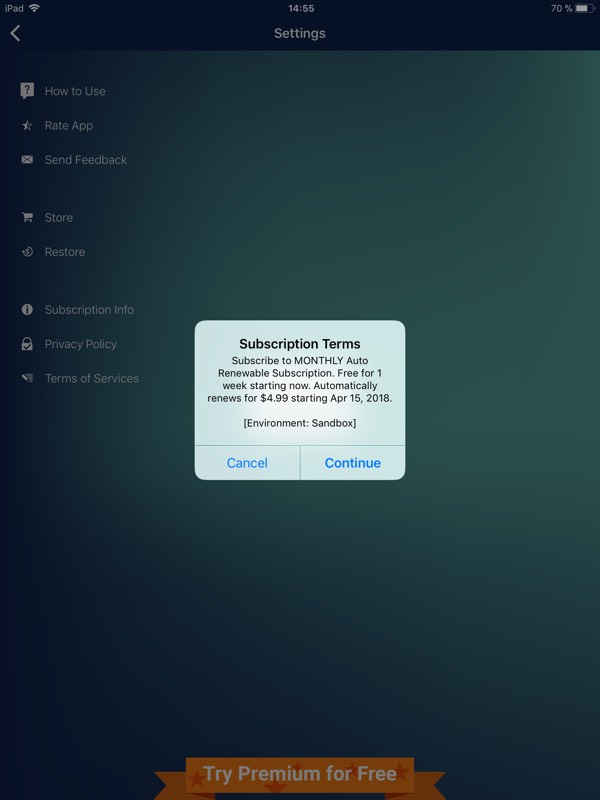 iPad 14:55 70 %
Settings
How to Use
Rate App
Send Feedback
Store
Restore
Subscription Info
Privacy Policy
Terms of Services
Subscription Terms
Subscribe to MONTHLY Auto
Renewable Subscription. Free for 1
week starting now. Automatically
renews for $4.99 starting Apr 15, 2018.
[Environment: Sandbox]
Cancel Continue
Try Premium for Free